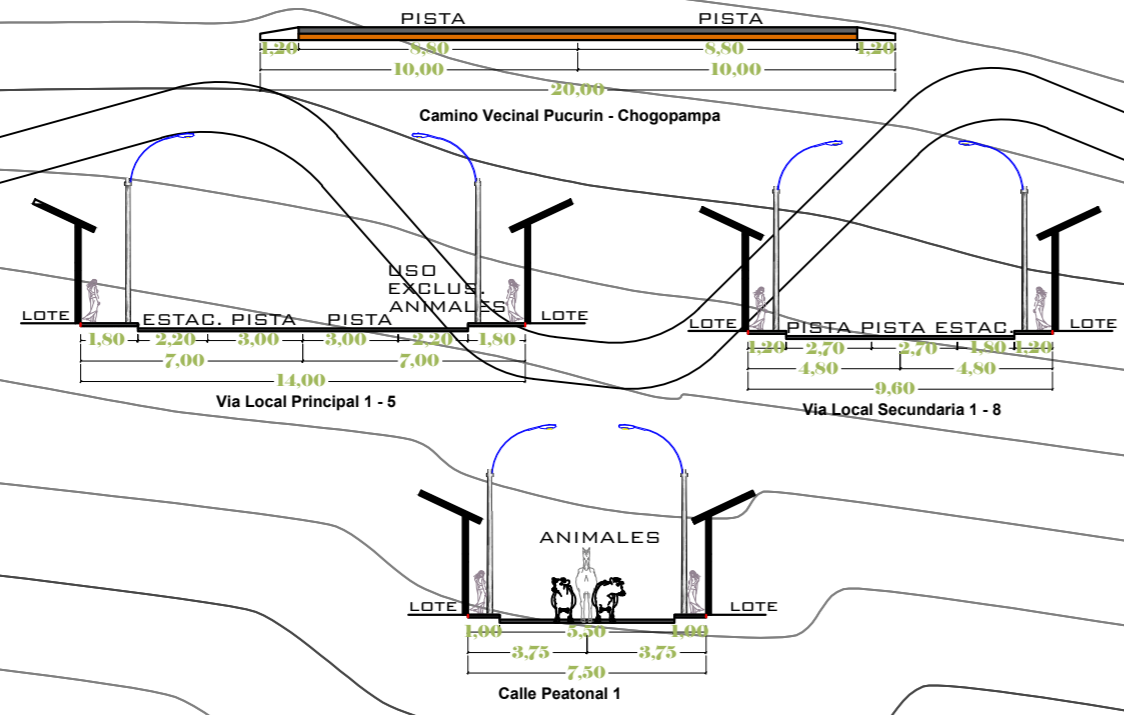 PISTA PISTA
1,20 8,80 8,80 1,20
10,00 10,00
20,00
Camino Vecinal Pucurin - Chogopampa
USO
EXCLUS.
ANIMALES
LOTE ESTAC. PISTA PISTA LOTE
1,80 2,20 3,00 3,00 2,20 1,80
7,00 7,00
14,00
Via Local Principal 1 - 5
LOTE PISTA PISTA ESTAC. LOTE
1,20 2,70 2,70 1,80 1,20
4,80 4,80
9,60
Via Local Secundaria 1 - 8
ANIMALES
LOTE LOTE
1,00 5,50 1,00
3,75 3,75
7,50
Calle Peatonal 1